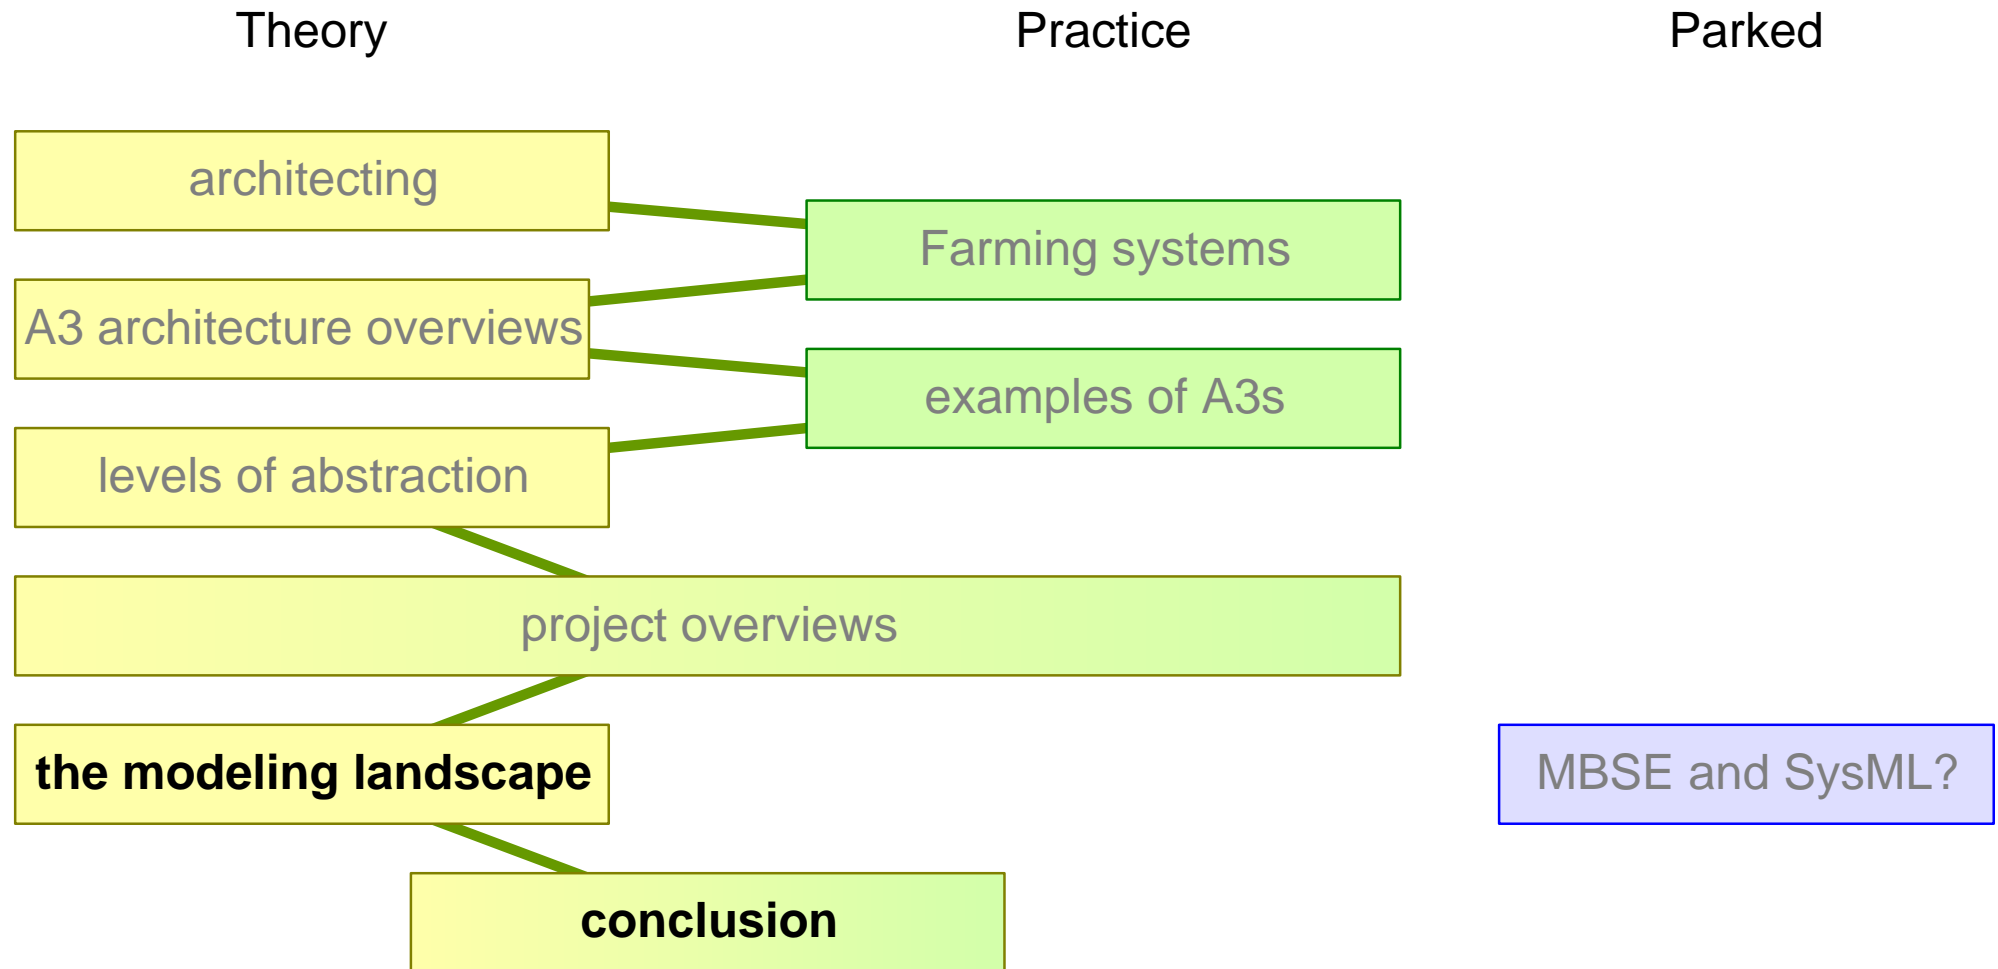 Theory
Practice
Parked
architecting
Farming systems
A3 architecture overviews
examples of A3s
levels of abstraction
project overviews
the modeling landscape
MBSE and SysML?
conclusion